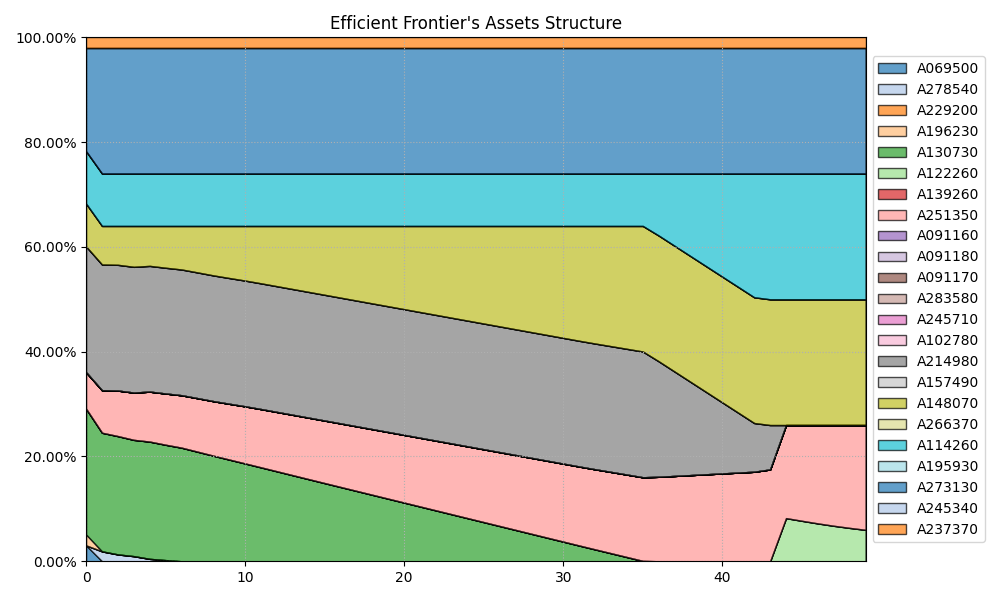 Efficient Frontier's Assets Structure
100.00%
80.00%
60.00%
40.00%
20.00%
0.00%
0
10
20
30
40
A069500
A278540
A229200
A196230
A130730
A122260
A139260
A251350
A091160
A091180
A091170
A283580
A245710
A102780
A214980
A157490
A148070
A266370
A114260
A195930
A273130
A245340
A237370